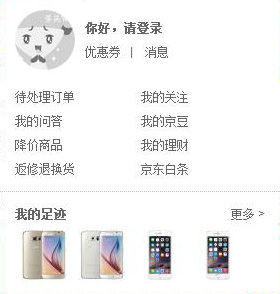 你好，请登录
优惠券 | 消息
待处理订单 我的关注
我的问答 我的京豆
降价商品 我的理财
返修退换货 京东白条
我的足迹 更多 >